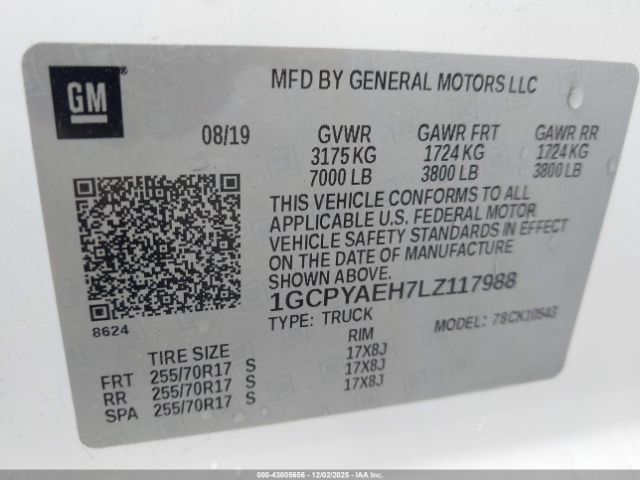 GM
MFD BY GENERAL MOTORS LLC
08/19 GVWR GAWR FRT GAWR RR
3175 KG 1724 KG 1724 KG
7000 LB 3800 LB 3800 LB
THIS VEHICLE CONFORMS TO ALL
APPLICABLE U.S. FEDERAL MOTOR
VEHICLE SAFETY STANDARDS IN EFFECT
ON THE DATE OF MANUFACTURE
SHOWN ABOVE.
1GCPYAEH7LZ117988
8624
TYPE: TRUCK MODEL: 78CK10543
TIRE SIZE RIM
FRT 255/70R17 S 17X8J
RR 255/70R17 S 17X8J
SPA 255/70R17 S 17X8J
000-43805656 - 12/02/2025 - IAAI.COM